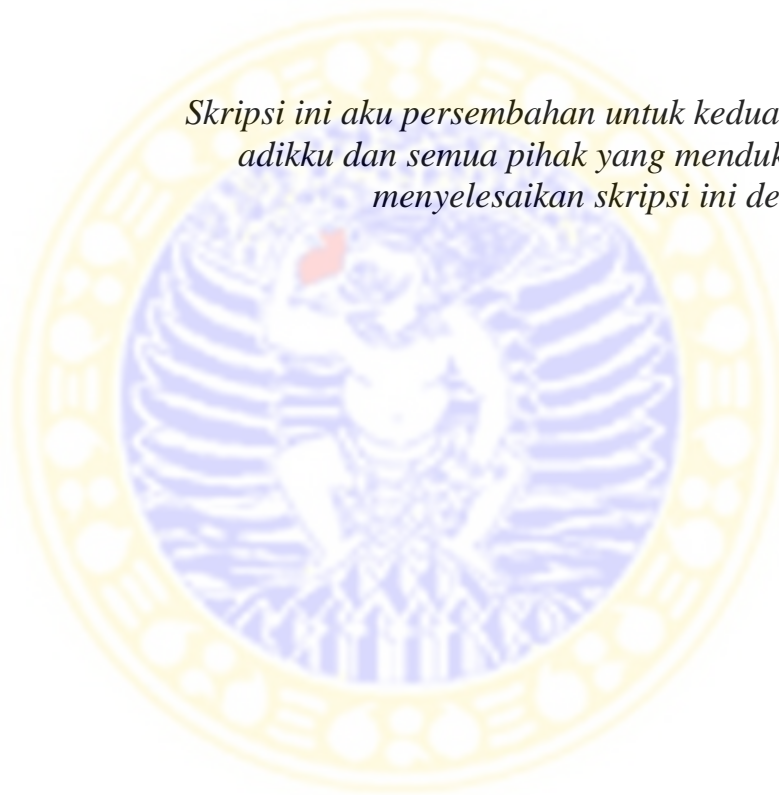 Skripsi ini aku persembahan untuk kedua
adikku dan semua pihak yang menduk
menyelesaikan skripsi ini de